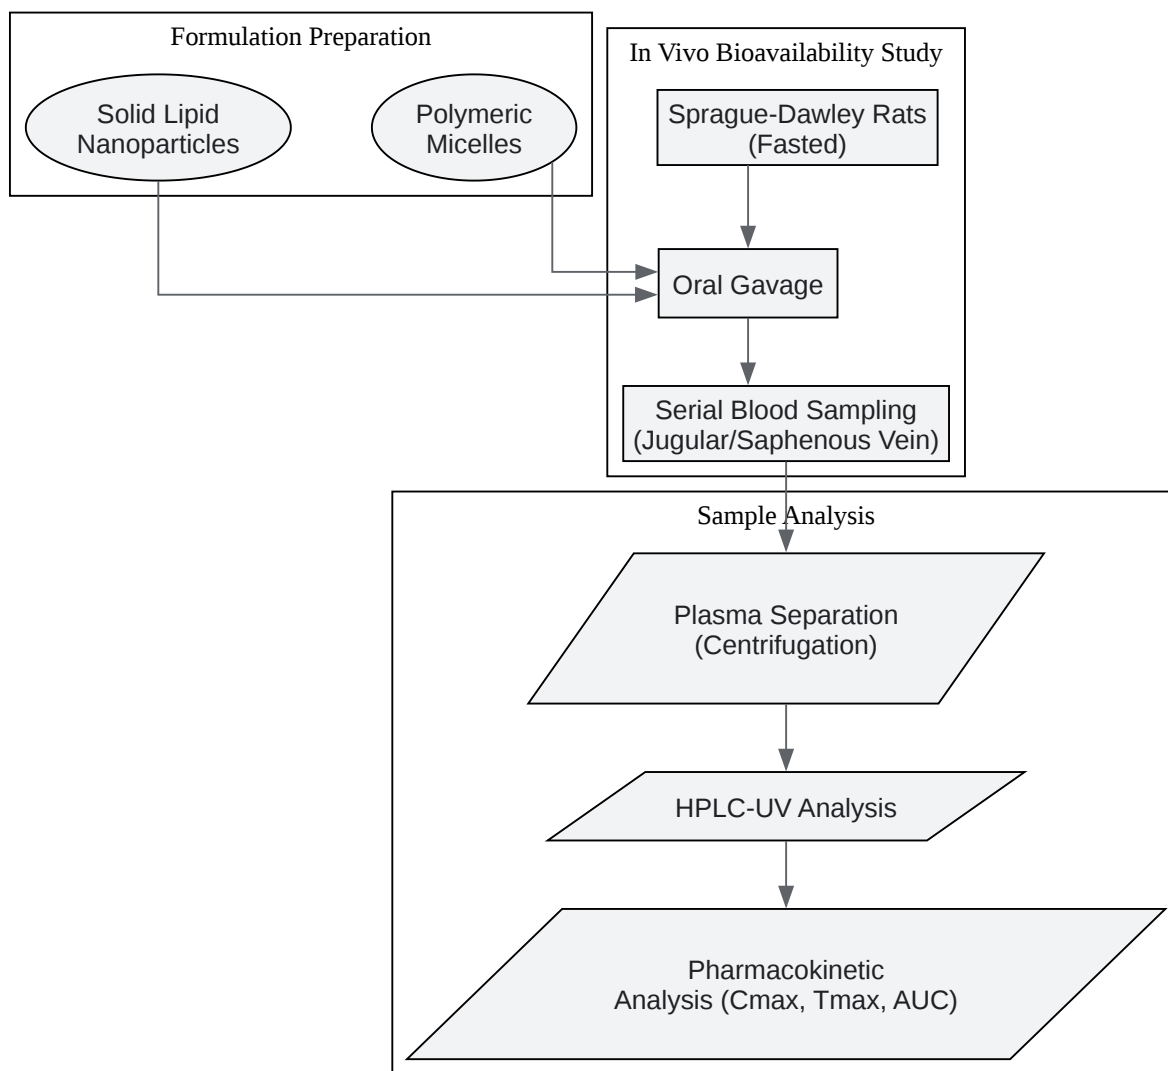 Formulation Preparation
Solid Lipid
Nanoparticles
Polymeric
Micelles
In Vivo Bioavailability Study
Sprague-Dawley Rats
(Fasted)
Oral Gavage
Serial Blood Sampling
(Jugular/Saphenous Vein)
Sample Analysis
Plasma Separation
(Centrifugation)
HPLC-UV Analysis
Pharmacokinetic
Analysis (Cmax, Tmax, AUC)